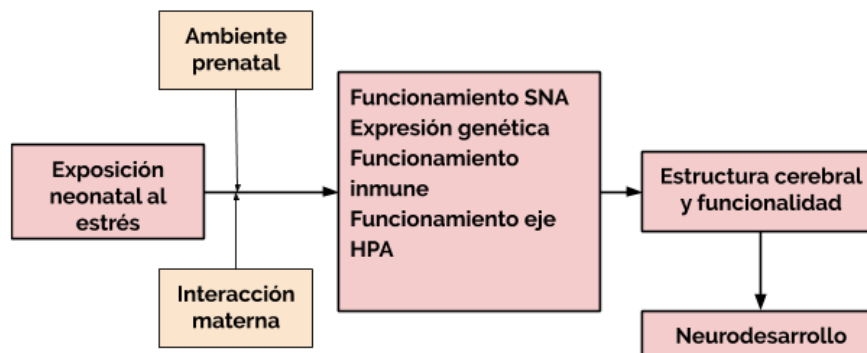 Ambiente
prenatal
Exposición
neonatal al
estrés
Interacción
materna
Funcionamiento SNA
Expresión genética
Funcionamiento
inmune
Funcionamiento eje
HPA
Estructura cerebral
y funcionalidad
Neurodesarrollo